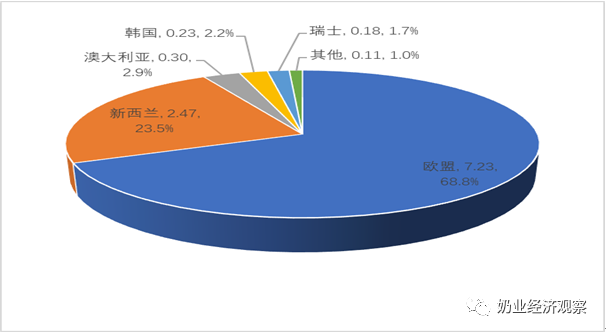 韩国, 0.23, 2.2%
瑞士, 0.18, 1.7%
澳大利亚, 0.30,
2.9%
其他, 0.11, 1.0%
新西兰, 2.47,
23.5%
欧盟, 7.23,
68.8%
奶业经济观察